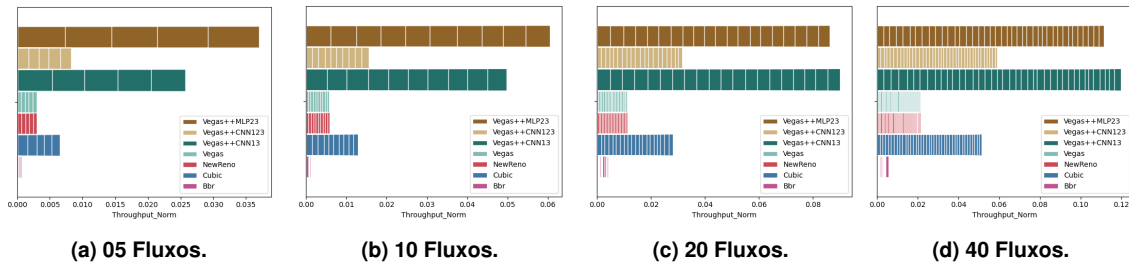 Vegas++MLP23
Vegas++CNN123
Vegas++CNN13
Vegas
NewReno
Cubic
Bbr
0.000 0.005 0.010 0.015 0.020 0.025 0.030 0.035
Throughput_Norm
(a) 05 Fluxos.
Vegas++MLP23
Vegas++CNN123
Vegas++CNN13
Vegas
NewReno
Cubic
Bbr
0.00 0.01 0.02 0.03 0.04 0.05 0.06
Throughput_Norm
(b) 10 Fluxos.
Vegas++MLP23
Vegas++CNN123
Vegas++CNN13
Vegas
NewReno
Cubic
Bbr
0.00 0.02 0.04 0.06 0.08
Throughput_Norm
(c) 20 Fluxos.
Vegas++MLP23
Vegas++CNN123
Vegas++CNN13
Vegas
NewReno
Cubic
Bbr
0.00 0.02 0.04 0.06 0.08 0.10 0.12
Throughput_Norm
(d) 40 Fluxos.